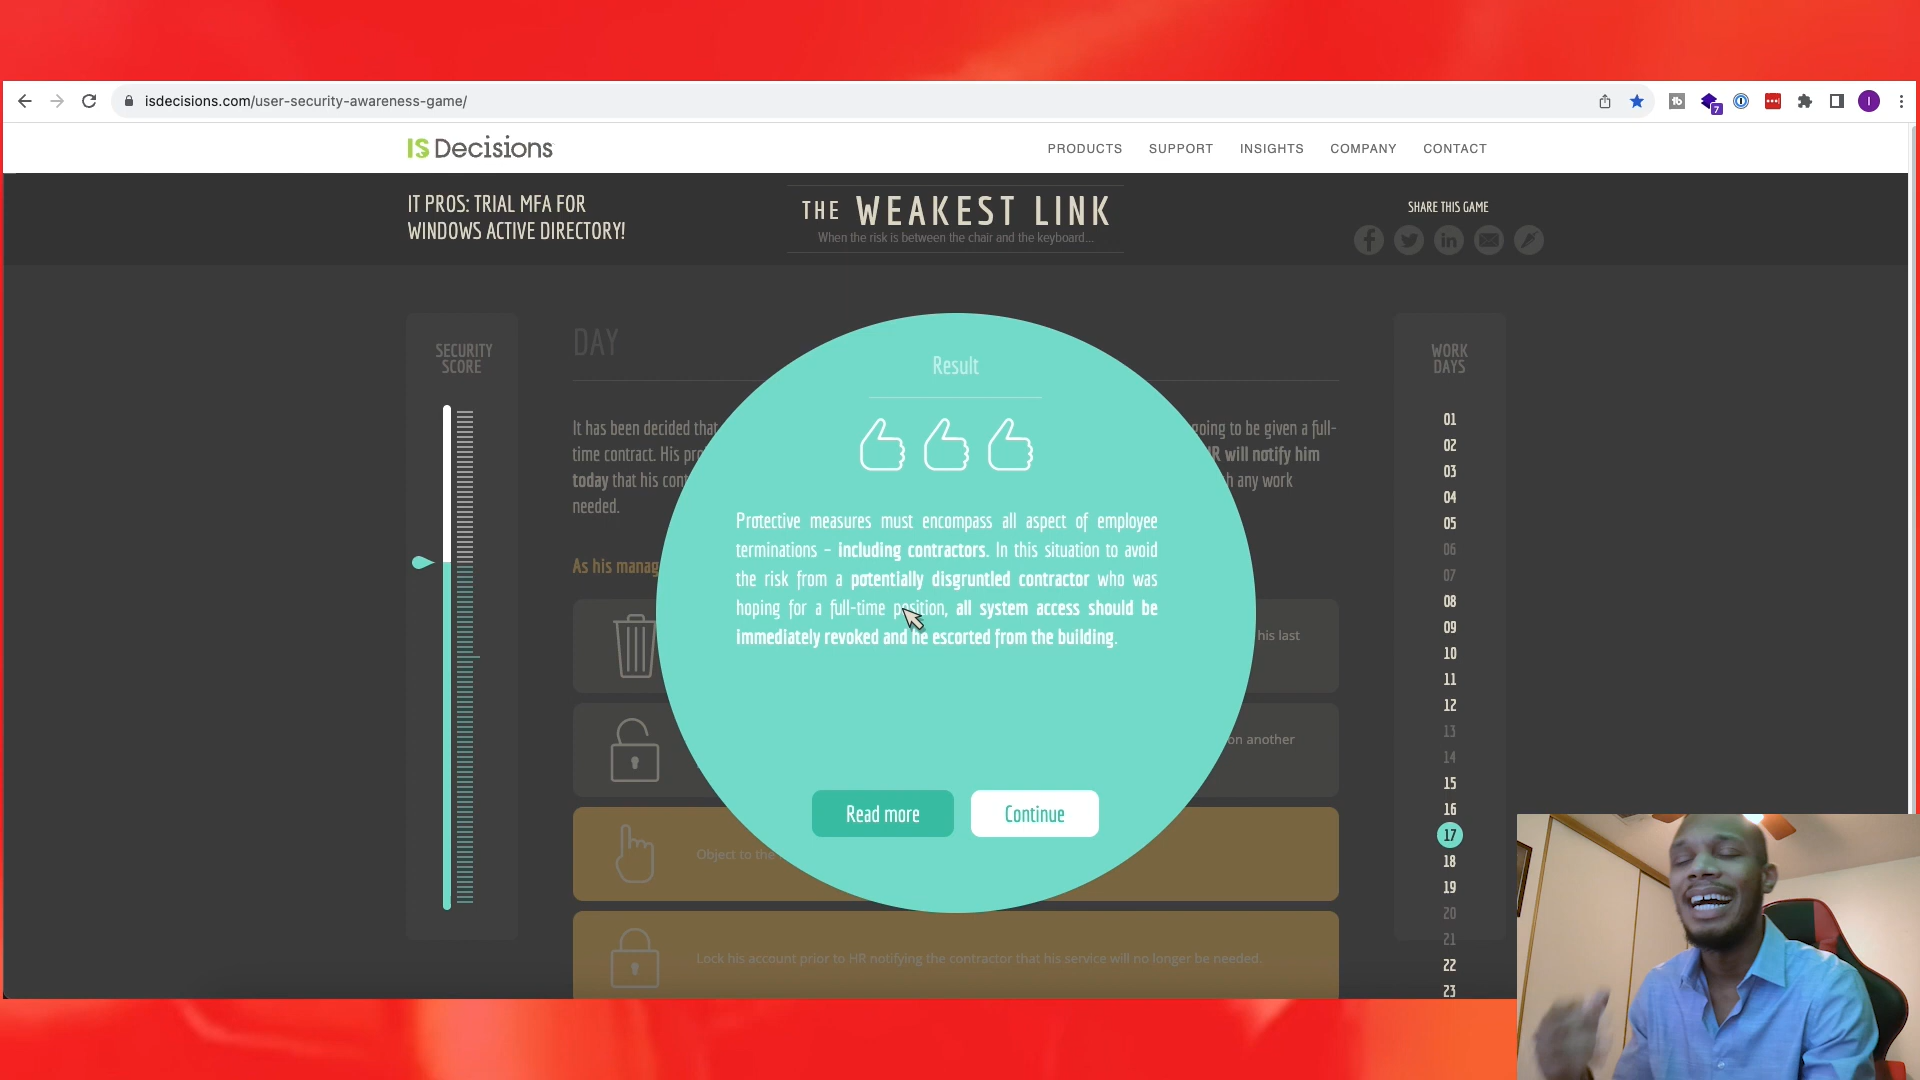 isdecisions.com/user-security-awareness-game/
7
I
IS Decisions
PRODUCTS
SUPPORT
INSIGHTS
COMPANY
CONTACT
IT PROS: TRIAL MFA FOR
WINDOWS ACTIVE DIRECTORY!
THE WEAKEST LINK
When the risk is between the chair and the keyboard...
SHARE THIS GAME
SECURITY
SCORE
DAY
It has been decided that
going to be given a full-
time contract. His pro
HR will notify him
today that his cont
h any work
needed.
As his manag
his last
on another
Object to the
Lock his account prior to HR notifying the contractor that his service will no longer be needed.
Result
Protective measures must encompass all aspect of employee
terminations – including contractors. In this situation to avoid
the risk from a potentially disgruntled contractor who was
hoping for a full-time position, all system access should be
immediately revoked and he escorted from the building.
Read more
Continue
WORK
DAYS
01
02
03
04
05
06
07
08
09
10
11
12
13
14
15
16
17
18
19
20
21
22
23